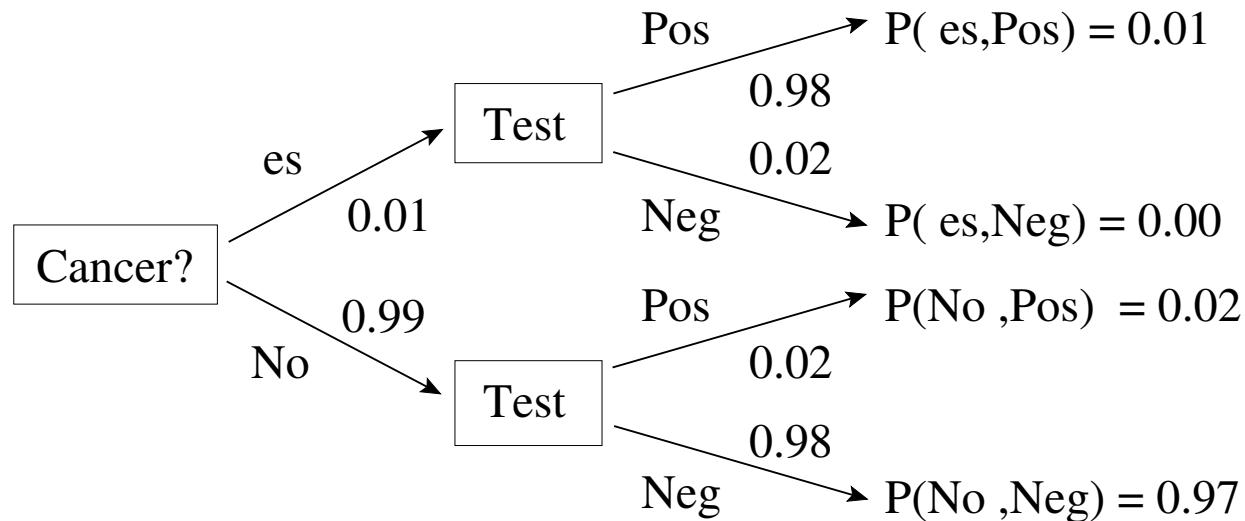 Pos
P( es,Pos) = 0.01
0.98
Test
0.02
es
Neg
P( es,Neg) = 0.00
0.01
Cancer?
0.99
Pos
P(No ,Pos) = 0.02
No
0.02
Test
0.98
Neg
P(No ,Neg) = 0.97